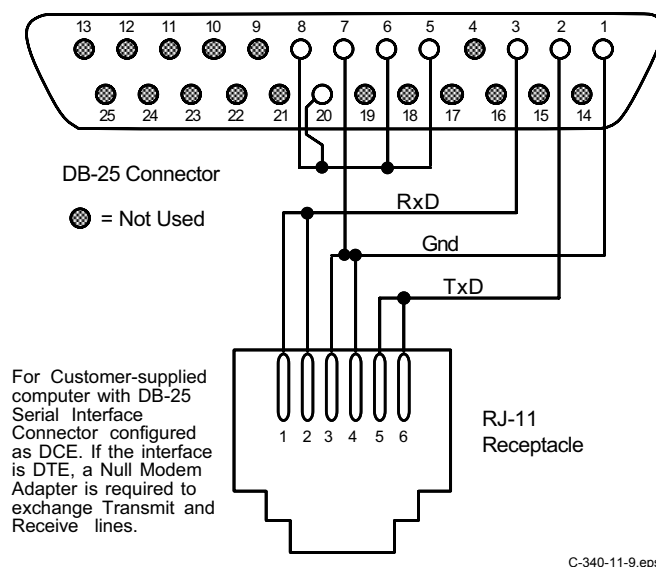 13 12 11 10 9 8 7 6 5 4 3 2 1
25 24 23 22 21 20 19 18 17 16 15 14
DB-25 Connector
= Not Used
RxD
Gnd
TxD
For Customer-supplied
computer with DB-25
Serial Interface
Connector configured
as DCE. If the interface
is DTE, a Null Modem
Adapter is required to
exchange Transmit and
Receive lines.
1 2 3 4 5 6
RJ-11
Receptacle
C-340-11-9.eps